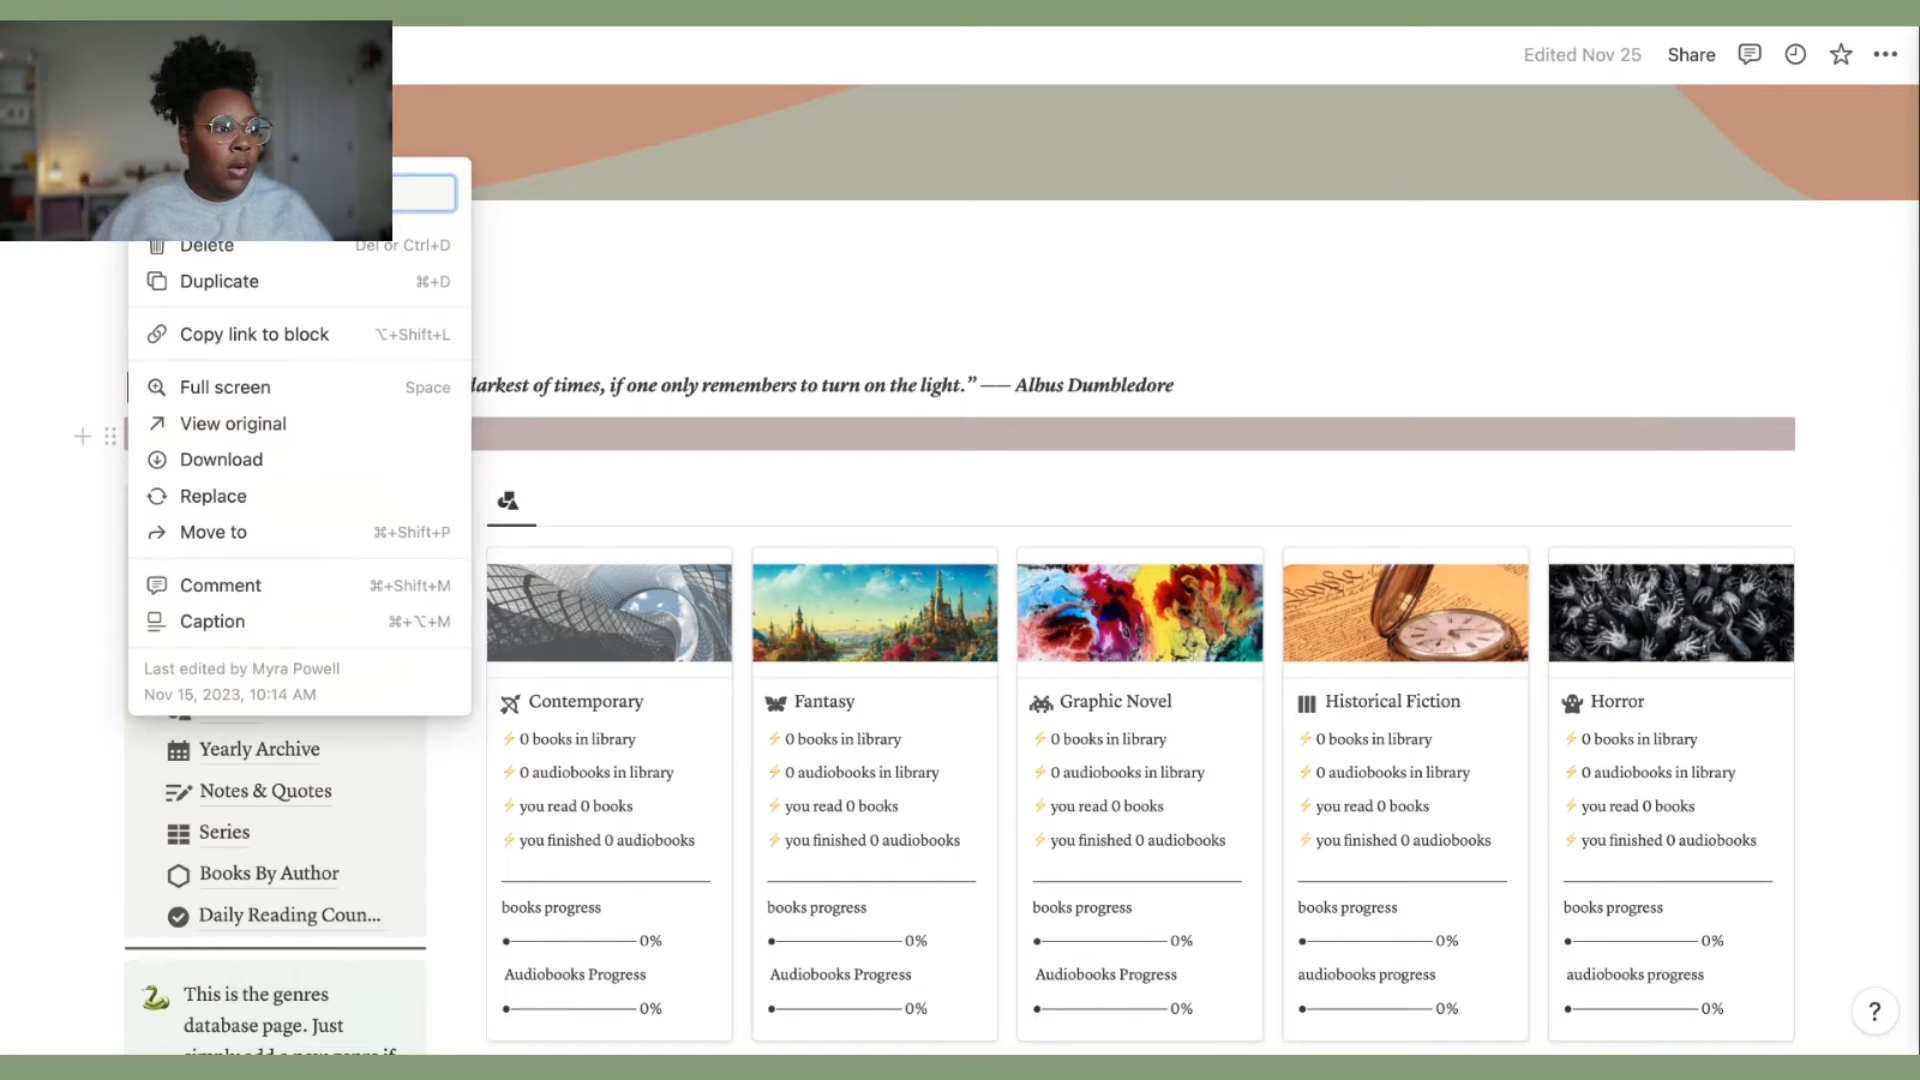 Edited Nov 25 Share
Delete Del or Ctrl+D
Duplicate ⌘+D
Copy link to block ⌥+Shift+L
Full screen Space
View original
Download
Replace
Move to ⌘+Shift+P
Comment ⌘+Shift+M
Caption ⌘+⌥+M
Last edited by Myra Powell
Nov 15, 2023, 10:14 AM
darkest of times, if one only remembers to turn on the light.” — Albus Dumbledore
Yearly Archive
Notes & Quotes
Series
Books By Author
Daily Reading Coun...
This is the genres
database page. Just
simply add a new genre if
Contemporary
⚡ 0 books in library
⚡ 0 audiobooks in library
⚡ you read 0 books
⚡ you finished 0 audiobooks
books progress
0%
Audiobooks Progress
0%
Fantasy
⚡ 0 books in library
⚡ 0 audiobooks in library
⚡ you read 0 books
⚡ you finished 0 audiobooks
books progress
0%
Audiobooks Progress
0%
Graphic Novel
⚡ 0 books in library
⚡ 0 audiobooks in library
⚡ you read 0 books
⚡ you finished 0 audiobooks
books progress
0%
Audiobooks Progress
0%
Historical Fiction
⚡ 0 books in library
⚡ 0 audiobooks in library
⚡ you read 0 books
⚡ you finished 0 audiobooks
books progress
0%
audiobooks progress
0%
Horror
⚡ 0 books in library
⚡ 0 audiobooks in library
⚡ you read 0 books
⚡ you finished 0 audiobooks
books progress
0%
audiobooks progress
0%
?